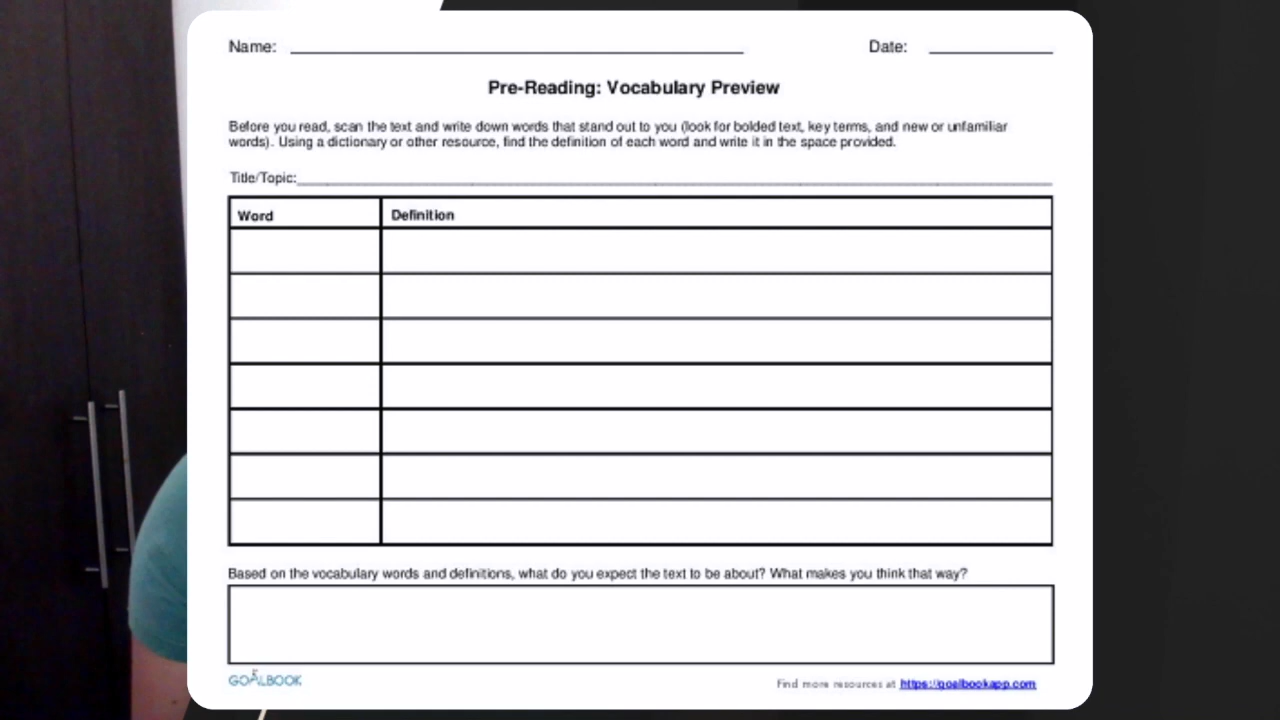 Name: Date:
Pre-Reading: Vocabulary Preview
Before you read, scan the text and write down words that stand out to you (look for bolded text, key terms, and new or unfamiliar
words). Using a dictionary or other resource, find the definition of each word and write it in the space provided.
Title/Topic:
Word Definition
Based on the vocabulary words and definitions, what do you expect the text to be about? What makes you think that way?
GOALBOOK
Find more resources at https://goalbookapp.com